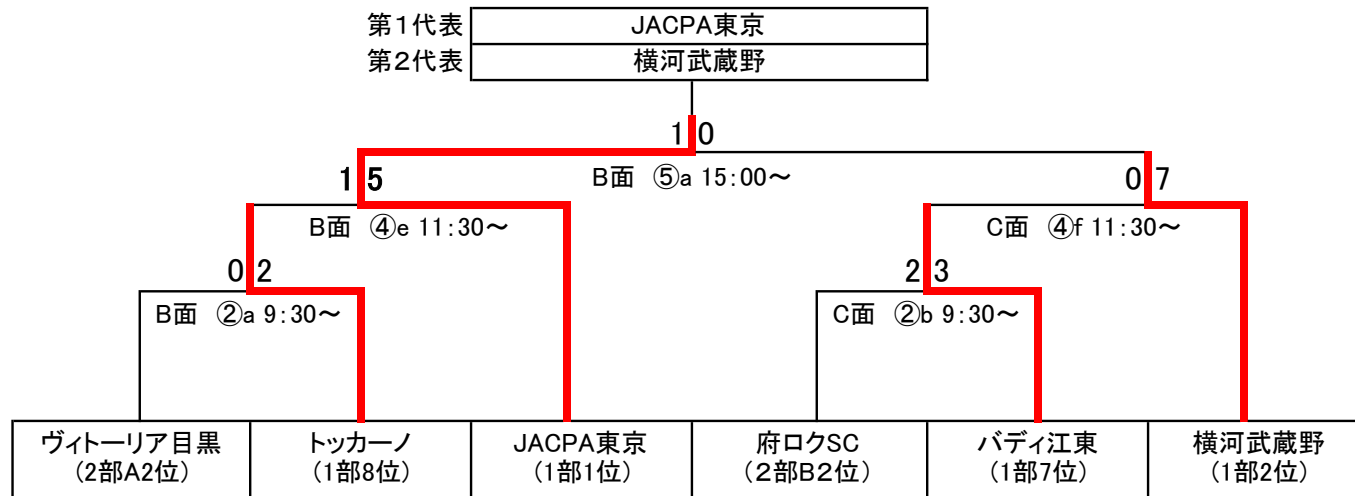 第1代表 JACPA東京
第2代表 横河武蔵野
1 0
B面 ⑤a 15:00～
1 5
0 7
B面 ④e 11:30～
C面 ④f 11:30～
0 2
2 3
B面 ②a 9:30～
C面 ②b 9:30～
ヴィトーリア目黒 トッカーノ JACPA東京 府ロクSC バディ江東 横河武蔵野
(2部A2位) (1部8位) (1部1位) (2部B2位) (1部7位) (1部2位)